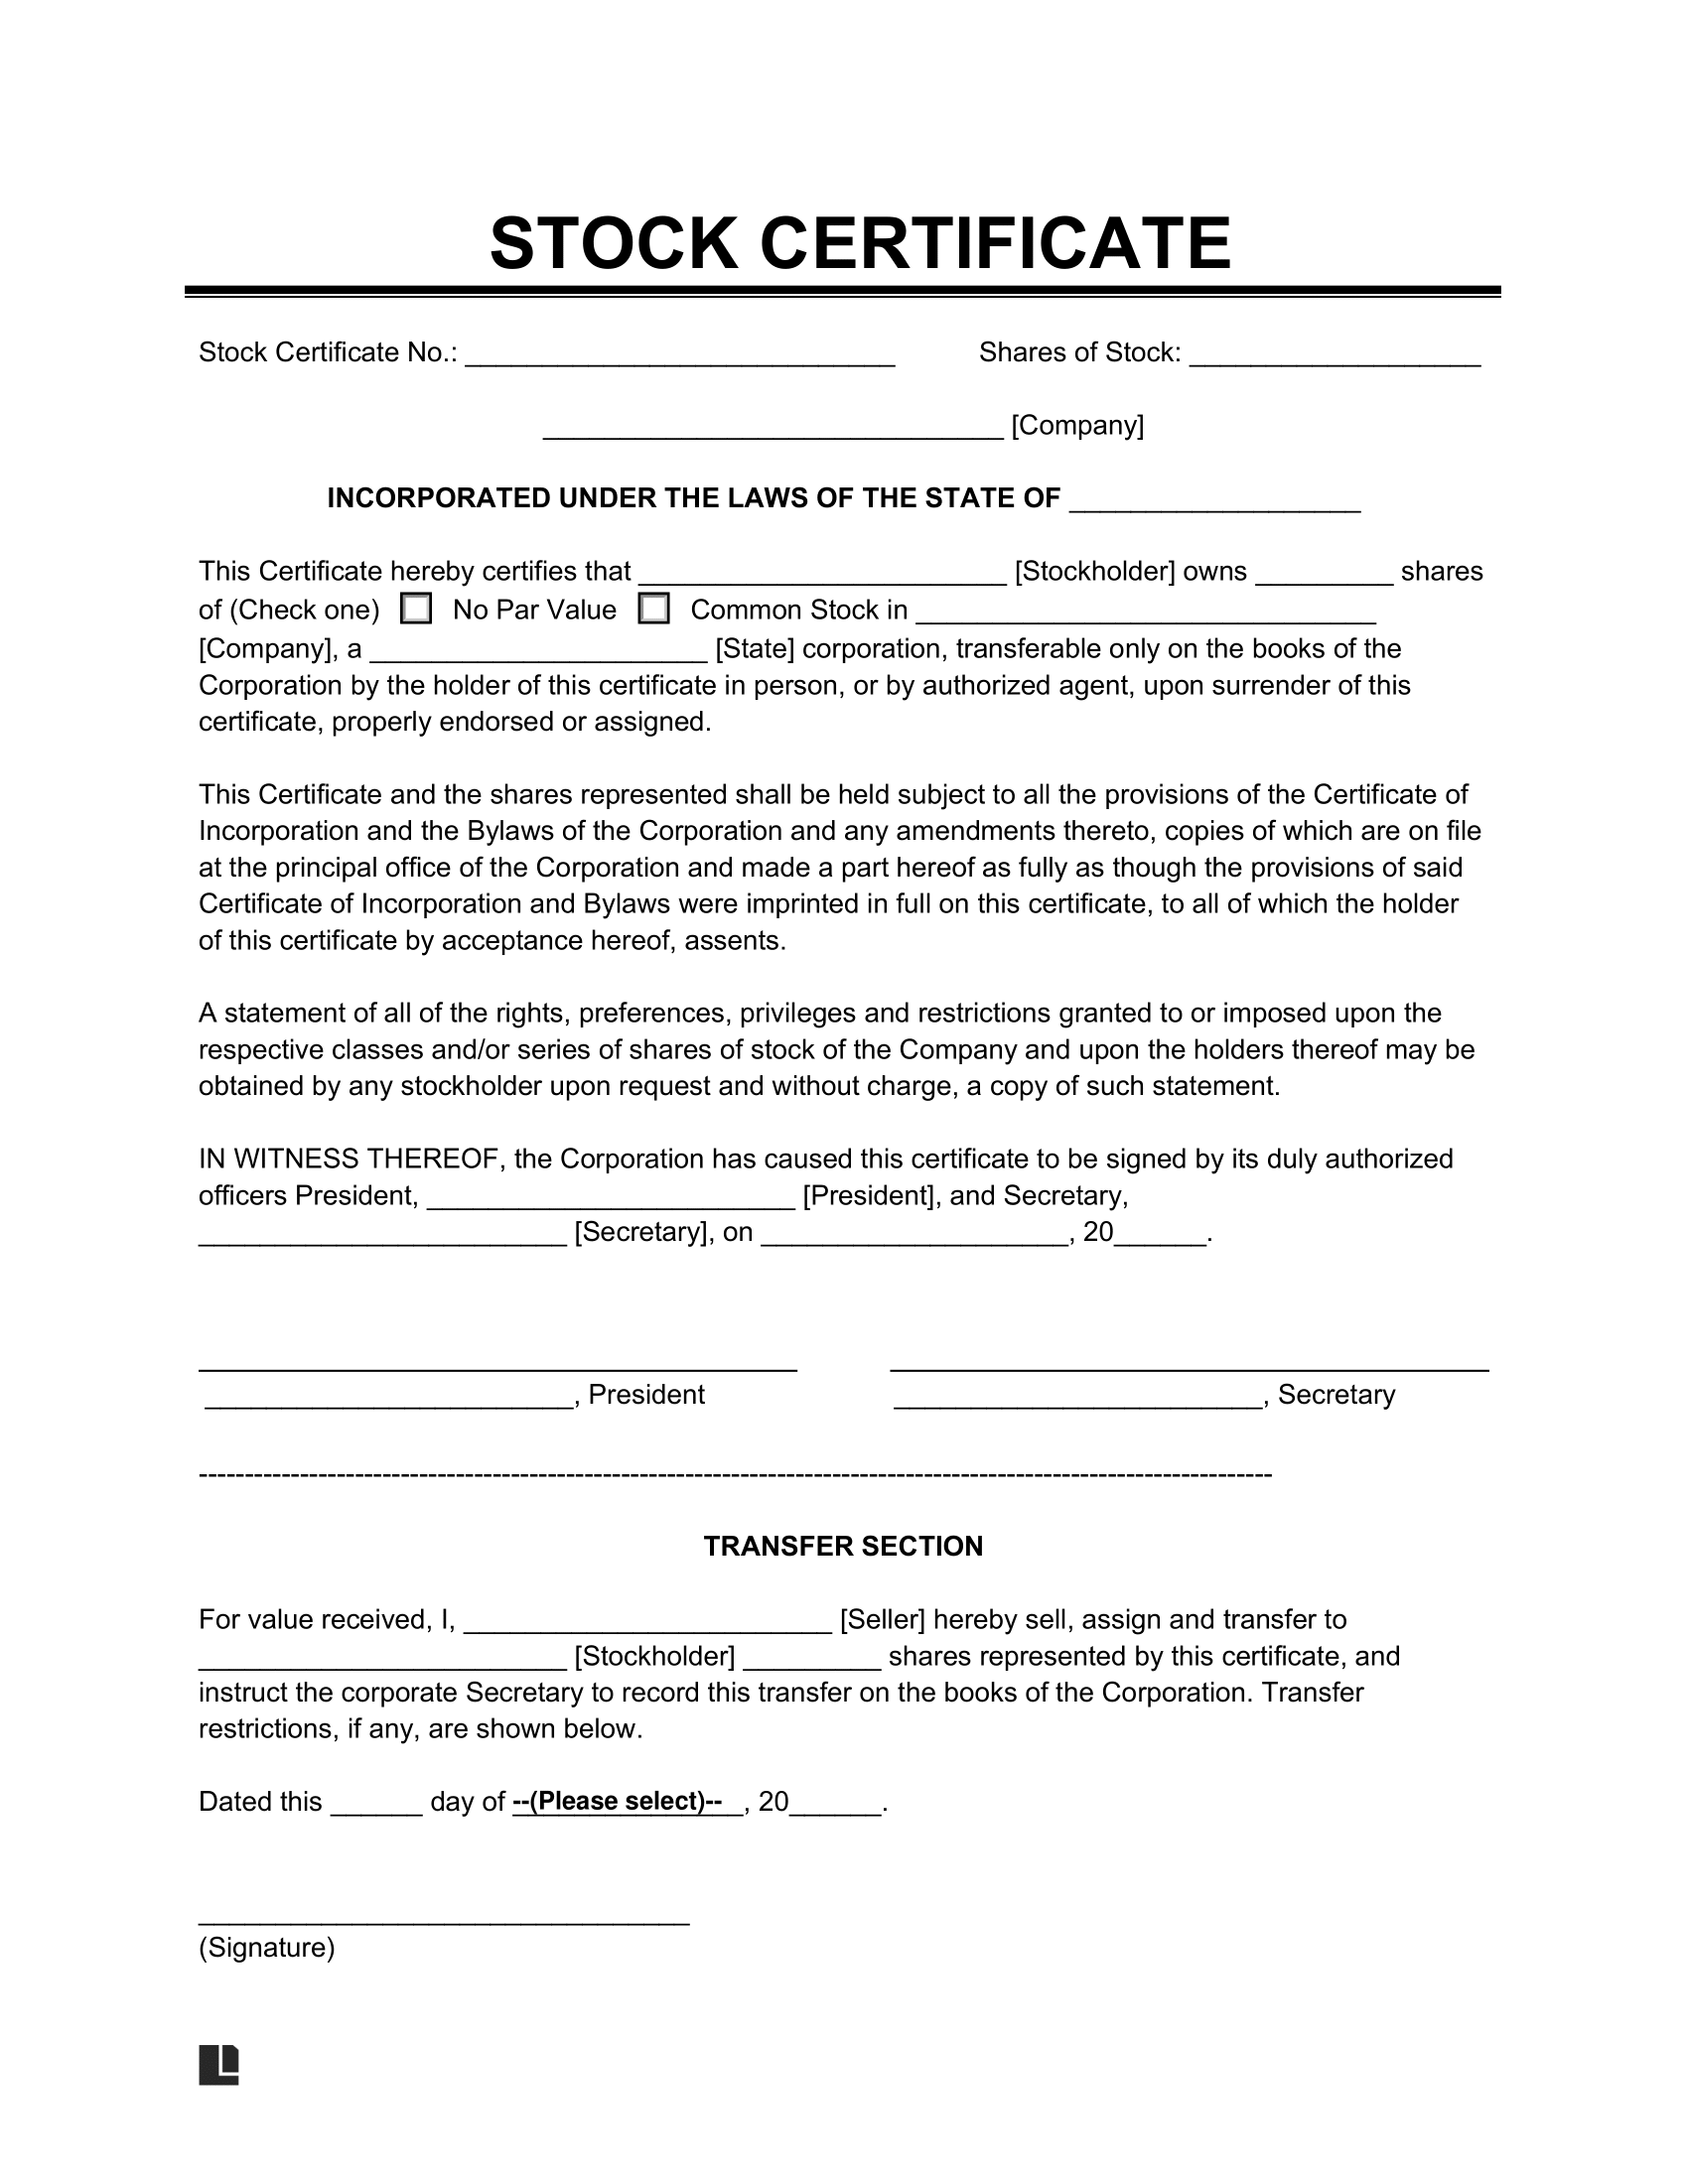 STOCK CERTIFICATE
Stock Certificate No.: ____________________________ Shares of Stock: ___________________
______________________________ [Company]
INCORPORATED UNDER THE LAWS OF THE STATE OF ___________________
This Certificate hereby certifies that ________________________ [Stockholder] owns _________ shares
of (Check one) ☐ No Par Value ☐ Common Stock in ______________________________
[Company], a ______________________ [State] corporation, transferable only on the books of the
Corporation by the holder of this certificate in person, or by authorized agent, upon surrender of this
certificate, properly endorsed or assigned.
This Certificate and the shares represented shall be held subject to all the provisions of the Certificate of
Incorporation and the Bylaws of the Corporation and any amendments thereto, copies of which are on file
at the principal office of the Corporation and made a part hereof as fully as though the provisions of said
Certificate of Incorporation and Bylaws were imprinted in full on this certificate, to all of which the holder
of this certificate by acceptance hereof, assents.
A statement of all of the rights, preferences, privileges and restrictions granted to or imposed upon the
respective classes and/or series of shares of stock of the Company and upon the holders thereof may be
obtained by any stockholder upon request and without charge, a copy of such statement.
IN WITNESS THEREOF, the Corporation has caused this certificate to be signed by its duly authorized
officers President, ________________________ [President], and Secretary,
________________________ [Secretary], on ____________________, 20______.
________________________, President ________________________, Secretary
TRANSFER SECTION
For value received, I, ________________________ [Seller] hereby sell, assign and transfer to
________________________ [Stockholder] _________ shares represented by this certificate, and
instruct the corporate Secretary to record this transfer on the books of the Corporation. Transfer
restrictions, if any, are shown below.
Dated this ______ day of --(Please select)--, 20______.
________________________________
(Signature)